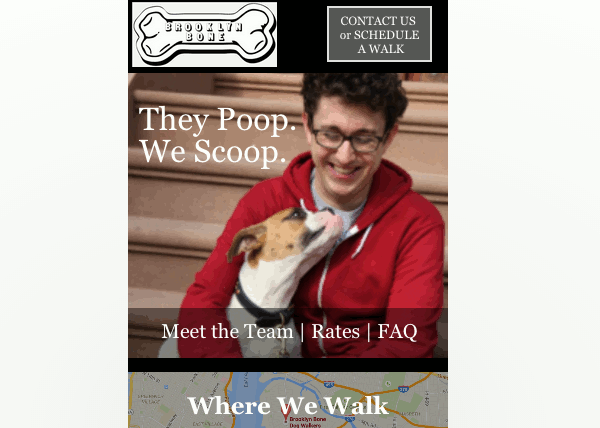 BROOKLYN
BONE
CONTACT US
or SCHEDULE
A WALK
They Poop.
We Scoop.
Meet the Team | Rates | FAQ
Where We Walk
Brooklyn Bone
Dog Walkers